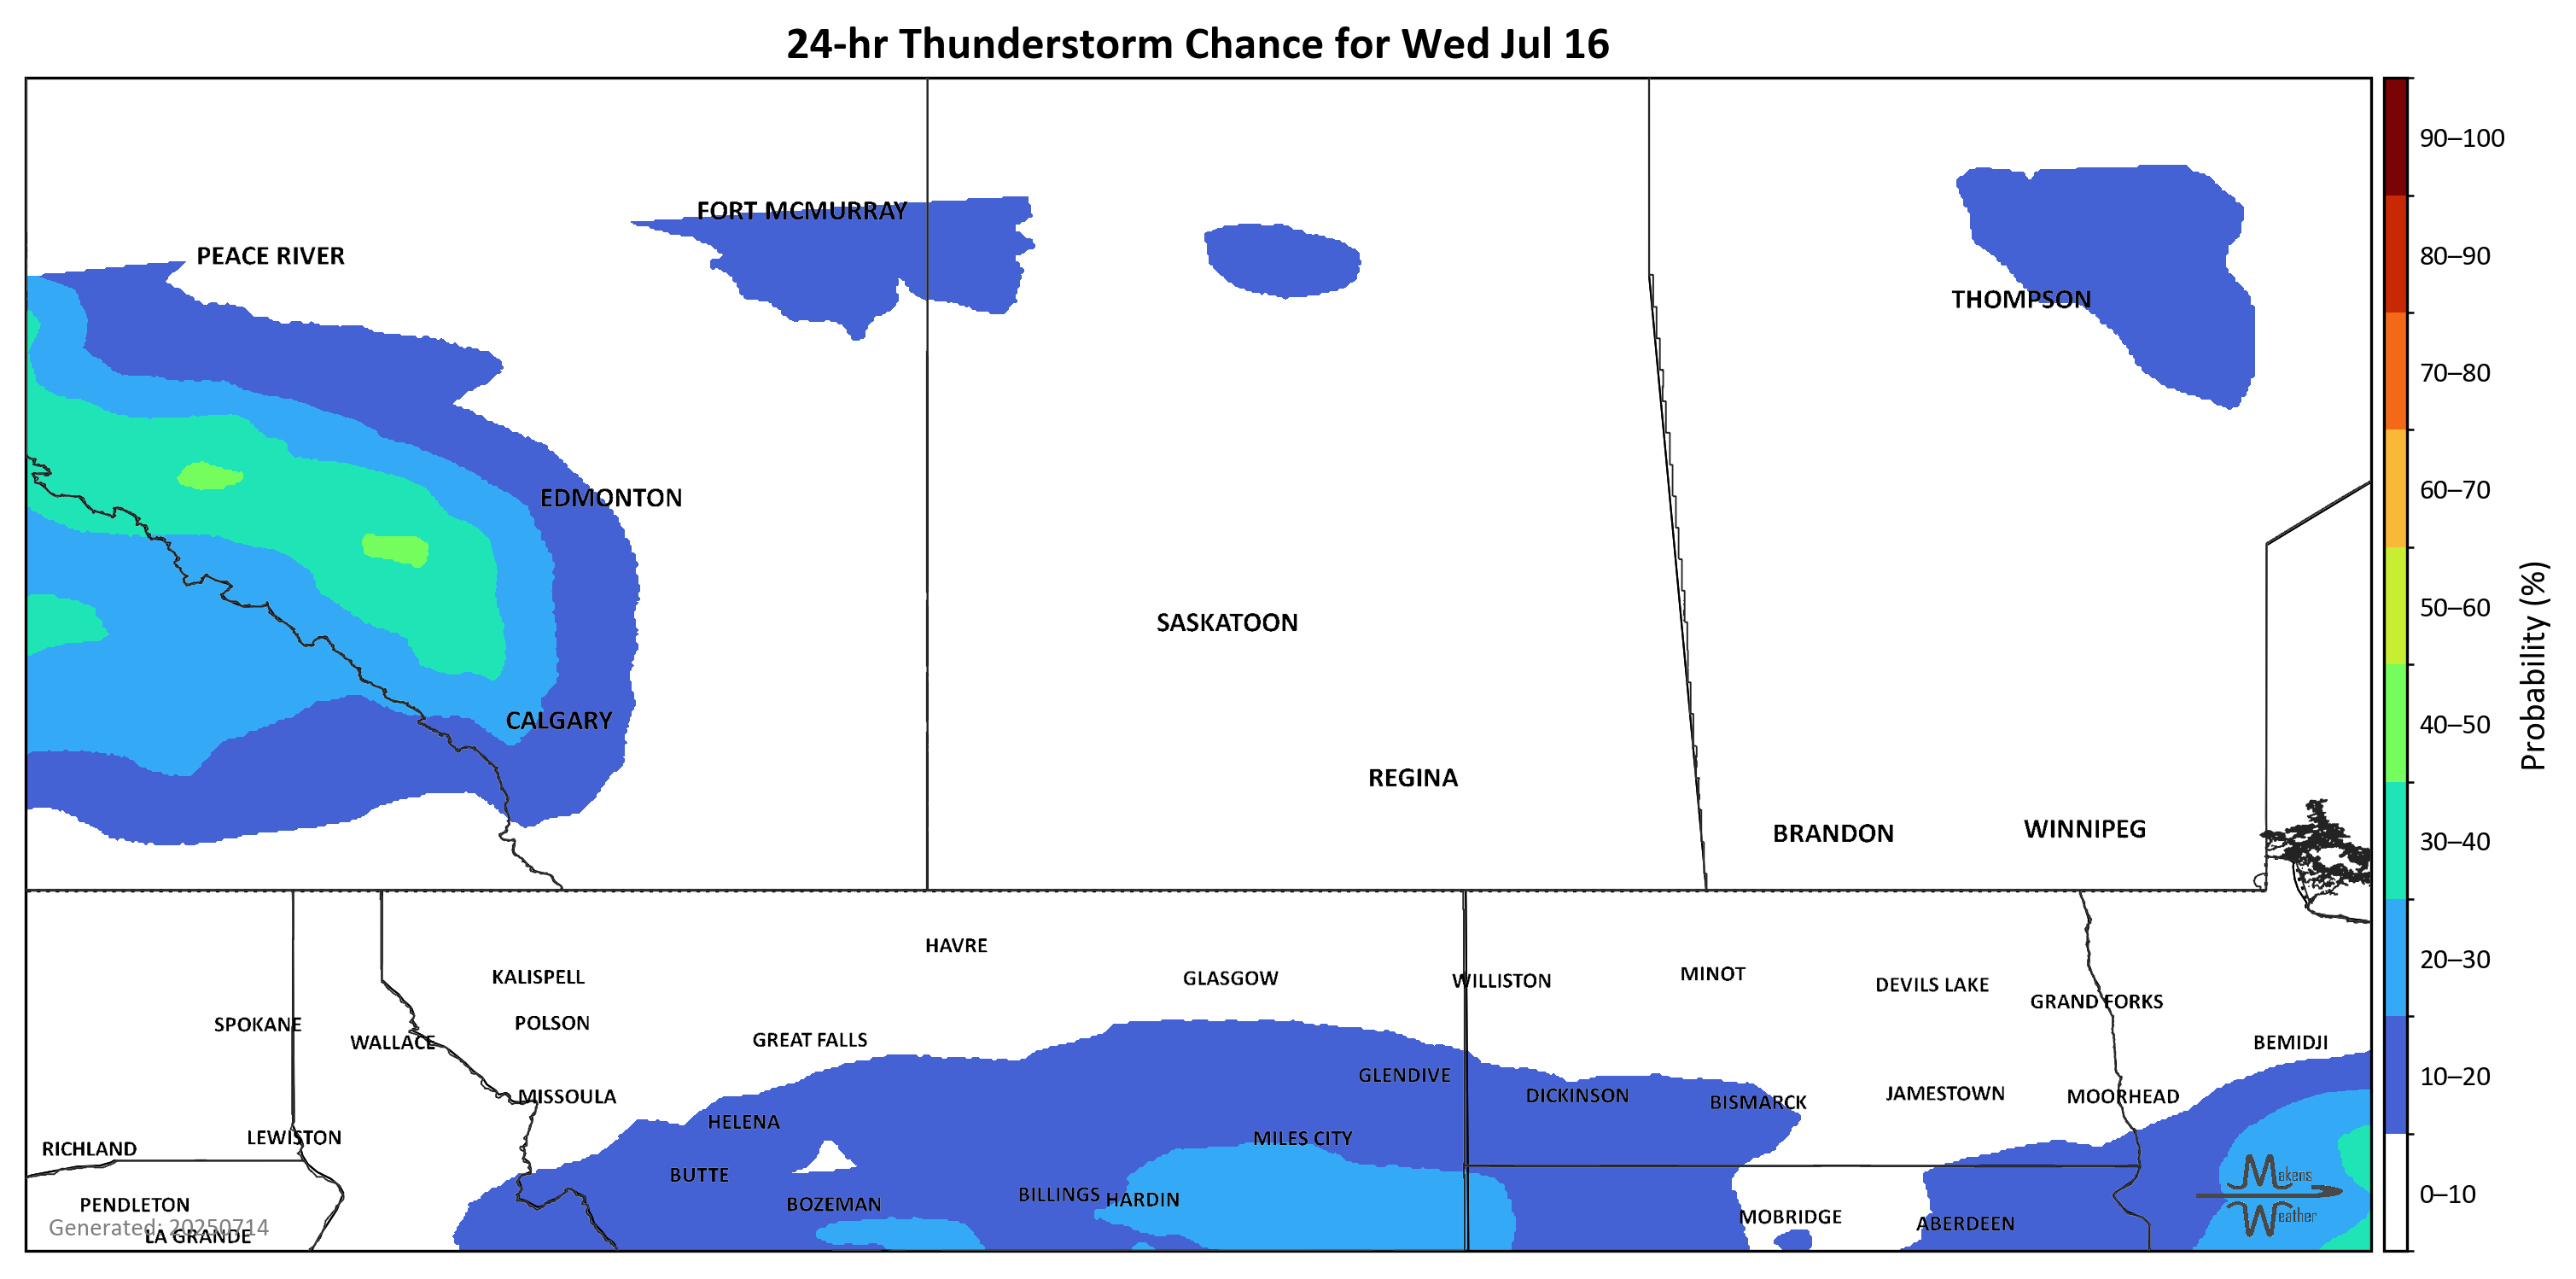 24-hr Thunderstorm Chance for Wed Jul 16
90–100
FORT MCMURRAY
PEACE RIVER
80–90
THOMPSON
70–80
60–70
EDMONTON
50–60
SASKATOON
Probability (%)
CALGARY
40–50
REGINA
WINNIPEG
BRANDON
30–40
HAVRE
20–30
MINOT
KALISPELL
GLASGOW
WILLISTON
DEVILS LAKE
GRAND FORKS
POLSON
SPOKANE
GREAT FALLS
WALLACE
BEMIDJI
GLENDIVE
10–20
JAMESTOWN
DICKINSON
MISSOULA
MOORHEAD
BISMARCK
HELENA
LEWISTON
MILES CITY
RICHLAND
BUTTE
Makens
BILLINGS
0–10
HARDIN
PENDLETON
BOZEMAN
MOBRIDGE
Weather
ABERDEEN
Generated: 20250714
LA GRANDE